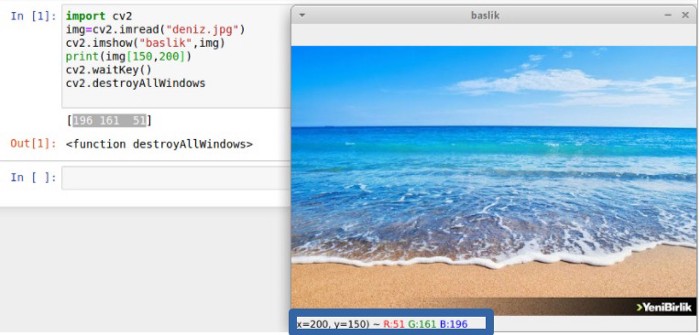 In [1]:
import cv2
img=cv2.imread("deniz.jpg")
cv2.imshow("baslik",img)
print(img[150,200])
cv2.waitKey()
cv2.destroyAllWindows
[196 161  51]
Out[1]: <function destroyAllWindows>
In [ ]:
baslik
YeniBirlik
x=200, y=150) ~ R:51 G:161 B:196